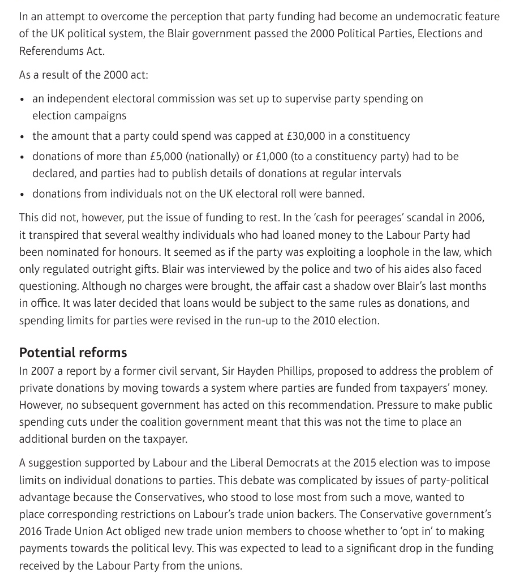 In an attempt to overcome the perception that party funding had become an undemocratic feature
of the UK political system, the Blair government passed the 2000 Political Parties, Elections and
Referendums Act.
As a result of the 2000 act:
• an independent electoral commission was set up to supervise party spending on
election campaigns
• the amount that a party could spend was capped at £30,000 in a constituency
• donations of more than £5,000 (nationally) or £1,000 (to a constituency party) had to be
declared, and parties had to publish details of donations at regular intervals
• donations from individuals not on the UK electoral roll were banned.
This did not, however, put the issue of funding to rest. In the 'cash for peerages' scandal in 2006,
it transpired that several wealthy individuals who had loaned money to the Labour Party had
been nominated for honours. It seemed as if the party was exploiting a loophole in the law, which
only regulated outright gifts. Blair was interviewed by the police and two of his aides also faced
questioning. Although no charges were brought, the affair cast a shadow over Blair's last months
in office. It was later decided that loans would be subject to the same rules as donations, and
spending limits for parties were revised in the run-up to the 2010 election.
Potential reforms
In 2007 a report by a former civil servant, Sir Hayden Phillips, proposed to address the problem of
private donations by moving towards a system where parties are funded from taxpayers' money.
However, no subsequent government has acted on this recommendation. Pressure to make public
spending cuts under the coalition government meant that this was not the time to place an
additional burden on the taxpayer.
A suggestion supported by Labour and the Liberal Democrats at the 2015 election was to impose
limits on individual donations to parties. This debate was complicated by issues of party-political
advantage because the Conservatives, who stood to lose most from such a move, wanted to
place corresponding restrictions on Labour's trade union backers. The Conservative government's
2016 Trade Union Act obliged new trade union members to choose whether to 'opt in' to making
payments towards the political levy. This was expected to lead to a significant drop in the funding
received by the Labour Party from the unions.